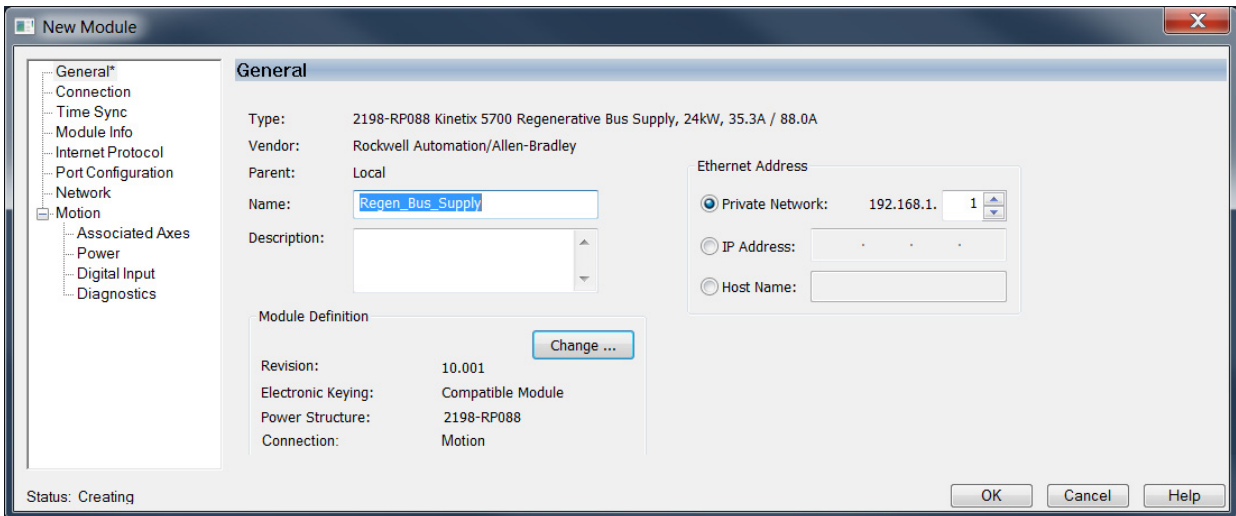 New Module
General*
Connection
Time Sync
Module Info
Internet Protocol
Port Configuration
Network
Motion
Associated Axes
Power
Digital Input
Diagnostics
General
Type: 2198-RP088 Kinetix 5700 Regenerative Bus Supply, 24kW, 35.3A / 88.0A
Vendor: Rockwell Automation/Allen-Bradley
Parent: Local
Name: Regen_Bus_Supply
Description:
Module Definition
Change ...
Revision: 10.001
Electronic Keying: Compatible Module
Power Structure: 2198-RP088
Connection: Motion
Ethernet Address
Private Network: 192.168.1. 1
IP Address: . . .
Host Name:
Status: Creating
OK Cancel Help